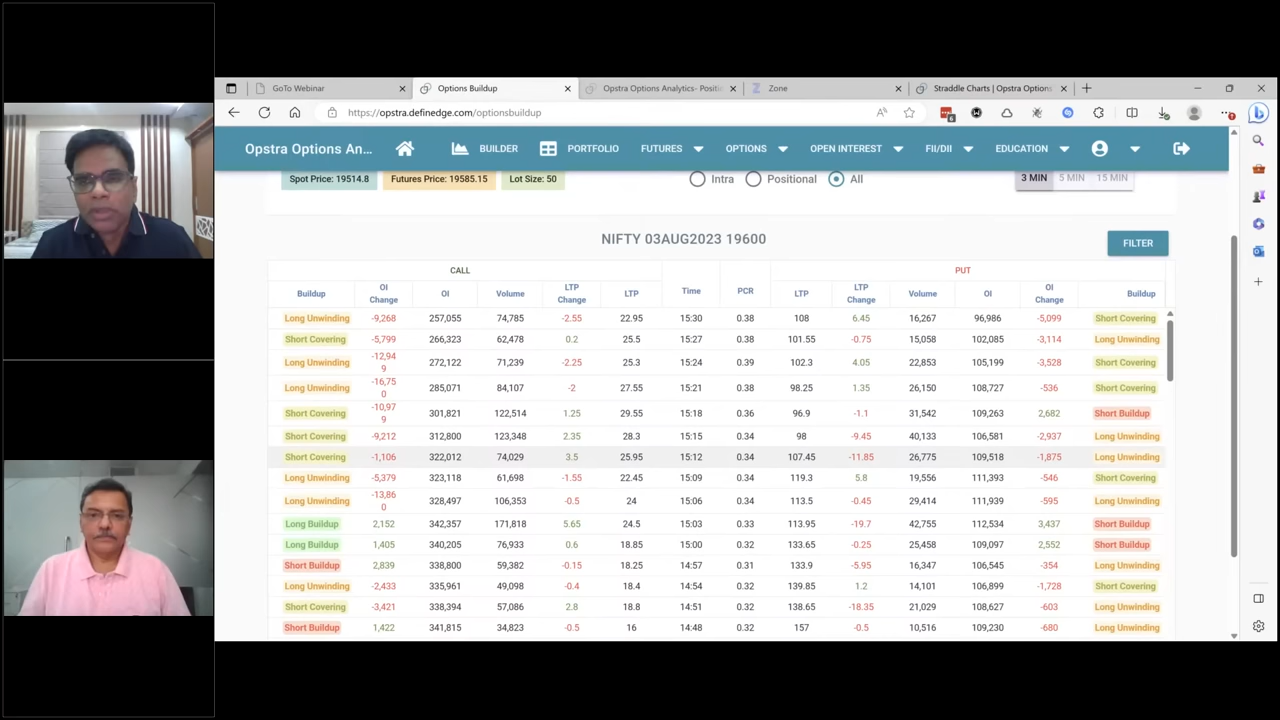 GoTo Webinar
Options Buildup
Opstra Options Analytics- Positi
Zone
Straddle Charts | Opstra Option
https://opstra.definedge.com/optionsbuildup
Opstra Options An... BUILDER PORTFOLIO FUTURES OPTIONS OPEN INTEREST FII/DII EDUCATION
Spot Price: 19514.8 Futures Price: 19585.15 Lot Size: 50 Intra Positional All 3 MIN 5 MIN 15 MIN
NIFTY 03AUG2023 19600
FILTER
CALL PUT
Buildup OI Change OI Volume LTP Change LTP Time PCR LTP LTP Change Volume OI OI Change Buildup
Long Unwinding -9,268 257,055 74,785 -2.55 22.95 15:30 0.38 108 6.45 16,267 96,986 -5,099 Short Covering
Short Covering -5,799 266,323 62,478 0.2 25.5 15:27 0.38 101.55 -0.75 15,058 102,085 -3,114 Long Unwinding
Long Unwinding -12,949 272,122 71,239 -2.25 25.3 15:24 0.39 102.3 4.05 22,853 105,199 -3,528 Short Covering
Long Unwinding -16,750 285,071 84,107 -2 27.55 15:21 0.38 98.25 1.35 26,150 108,727 -536 Short Covering
Short Covering -10,979 301,821 122,514 1.25 29.55 15:18 0.36 96.9 -1.1 31,542 109,263 2,682 Short Buildup
Short Covering -9,212 312,800 123,348 2.35 28.3 15:15 0.34 98 -9.45 40,133 106,581 -2,937 Long Unwinding
Short Covering -1,106 322,012 74,029 3.5 25.95 15:12 0.34 107.45 -11.85 26,775 109,518 -1,875 Long Unwinding
Long Unwinding -5,379 323,118 61,698 -1.55 22.45 15:09 0.34 119.3 5.8 19,556 111,393 -546 Short Covering
Long Unwinding -13,860 328,497 106,353 -0.5 24 15:06 0.34 113.5 -0.45 29,414 111,939 -595 Long Unwinding
Long Buildup 2,152 342,357 171,818 5.65 24.5 15:03 0.33 113.95 -19.7 42,755 112,534 3,437 Short Buildup
Long Buildup 1,405 340,205 76,933 0.6 18.85 15:00 0.32 133.65 -0.25 25,458 109,097 2,552 Short Buildup
Short Buildup 2,839 338,800 59,382 -0.15 18.25 14:57 0.31 133.9 -5.95 16,347 106,545 -354 Long Unwinding
Long Unwinding -2,433 335,961 49,098 -0.4 18.4 14:54 0.32 139.85 1.2 14,101 106,899 -1,728 Short Covering
Short Covering -3,421 338,394 57,086 2.8 18.8 14:51 0.32 138.65 -18.35 21,029 108,627 -603 Long Unwinding
Short Buildup 1,422 341,815 34,823 -0.5 16 14:48 0.32 157 -0.5 10,516 109,230 -680 Long Unwinding